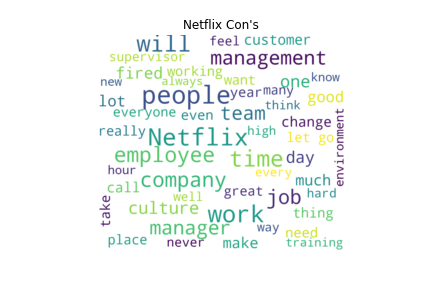 Netflix Con's
will feel customer
supervisor management
fired working one know
new always want
lot people year many good
everyone even team think change
really Netflix high let go
employee time day environment
hour company every much
call great job hard
take culture well work thing
manager way need
place never make training